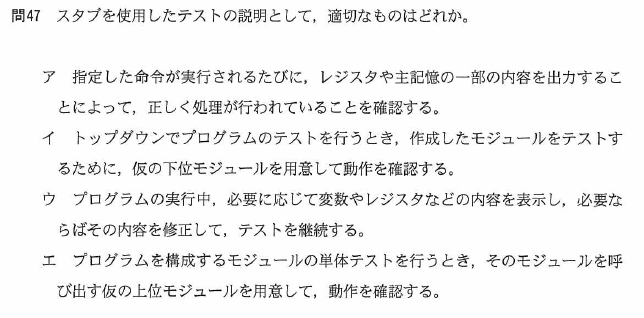 問47 スタブを使用したテストの説明として，適切なものはどれか。
ア 指定した命令が実行されるたびに，レジスタや主記憶の一部の内容を出力するこ
とによって，正しく処理が行われていることを確認する。
イ トップダウンでプログラムのテストを行うとき，作成したモジュールをテストす
るために，仮の下位モジュールを用意して動作を確認する。
ウ プログラムの実行中，必要に応じて変数やレジスタなどの内容を表示し，必要な
らばその内容を修正して，テストを継続する。
エ プログラムを構成するモジュールの単体テストを行うとき，そのモジュールを呼
び出す仮の上位モジュールを用意して，動作を確認する。